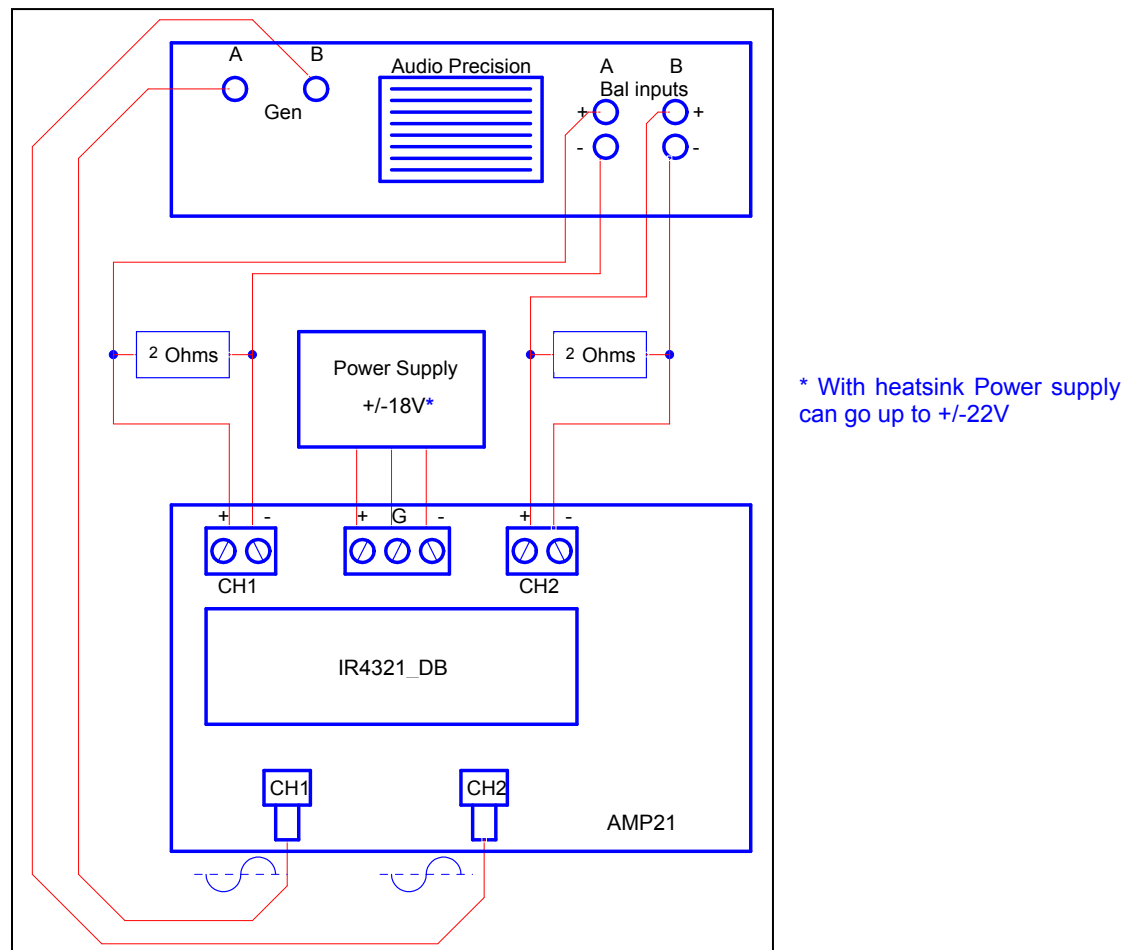 A B
Gen
Audio Precision
A B
Bal inputs
+ +
- -
2 Ohms
Power Supply
+/-18V*
2 Ohms
* With heatsink Power supply
can go up to +/-22V
+ -
+ G -
+ -
CH1
CH2
IR4321_DB
CH1
CH2
AMP21